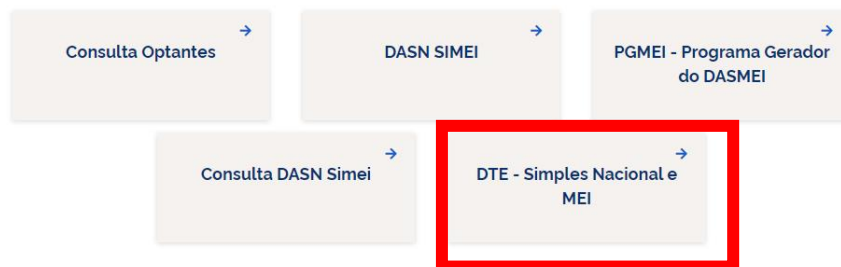 Consulta Optantes
DASN SIMEI
PGMEI - Programa Gerador
do DASMEI
Consulta DASN Simei
DTE - Simples Nacional e
MEI